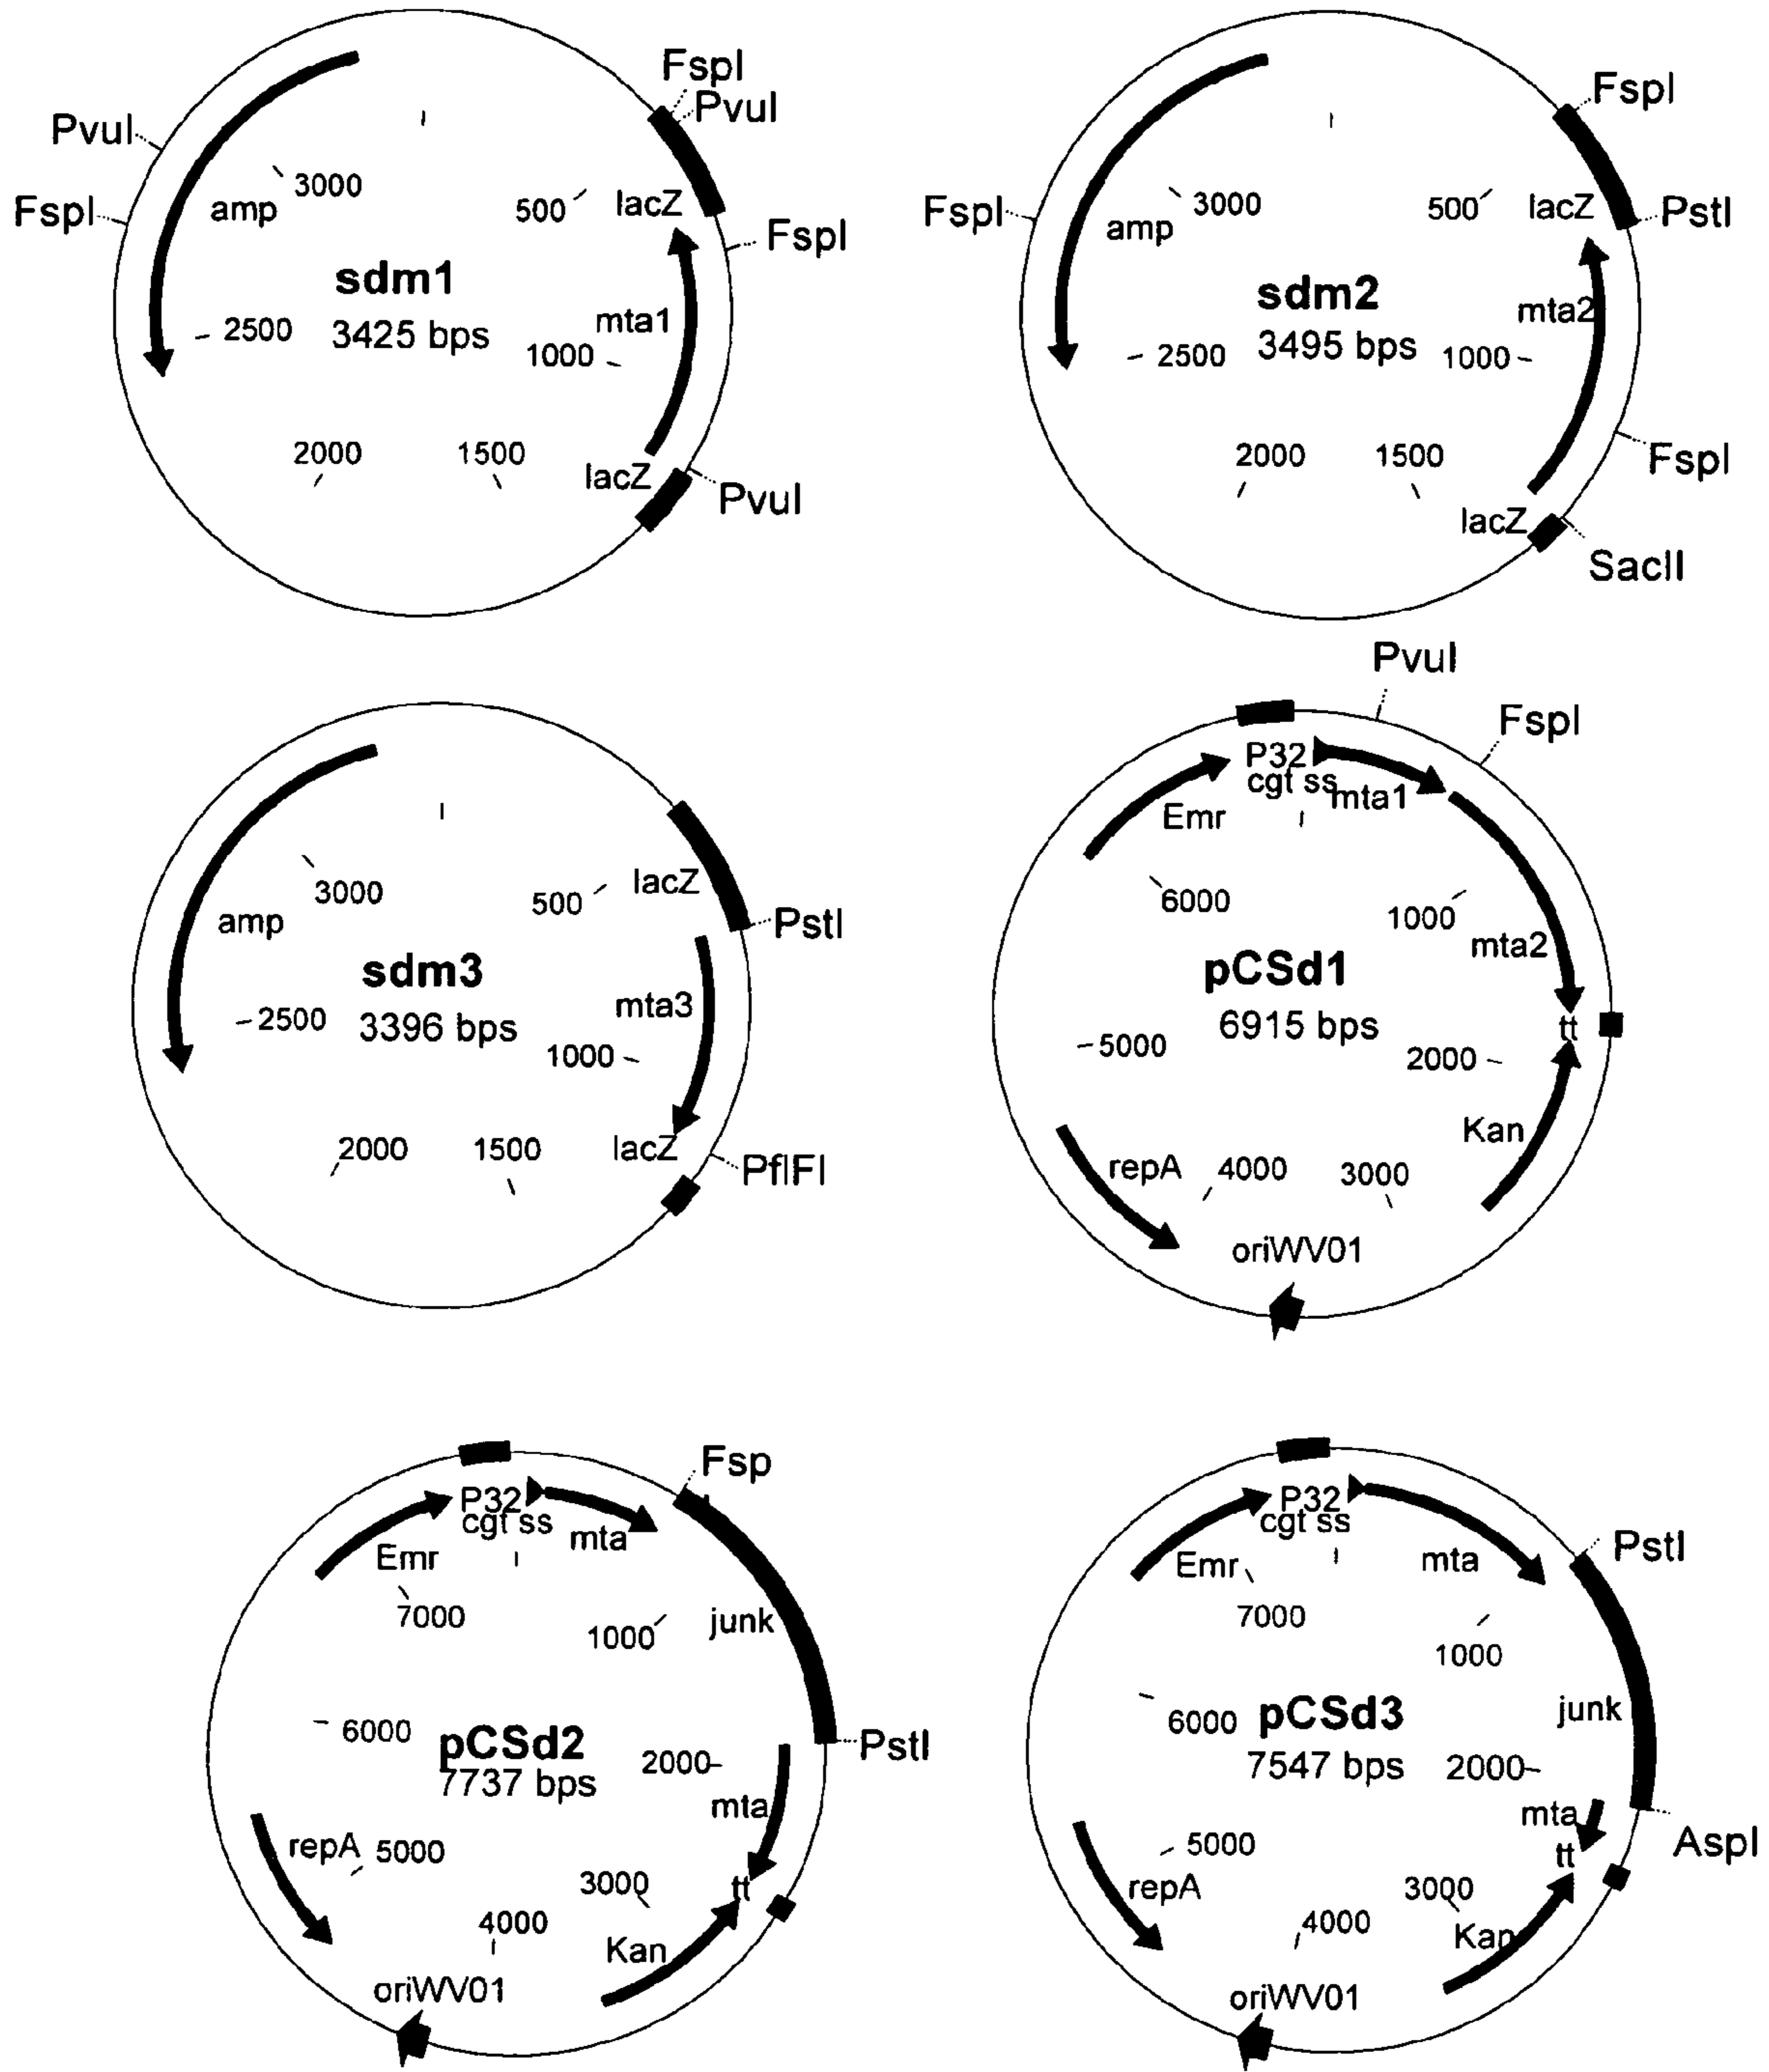 FspI
PvuI
PvuI
FspI
3000
amp
500
lacZ
FspI
sdm1
3425 bps
2500
mta1
1000
2000
1500
lacZ
PvuI
FspI
FspI
3000
amp
500
lacZ
PstI
sdm2
3495 bps
2500
mta2
1000
2000
1500
FspI
lacZ
SacII
3000
amp
500
lacZ
PstI
sdm3
3396 bps
2500
mta3
1000
2000
1500
lacZ
PflFI
PvuI
FspI
P32
cgt ss
mta1
Emr
6000
1000
mta2
pCSd1
6915 bps
5000
tt
2000
Kan
repA
4000
3000
oriWV01
Fsp
P32
cgt ss
mta
Emr
7000
1000
junk
6000
pCSd2
7737 bps
2000
PstI
mta
repA
5000
3000
tt
4000
Kan
oriWV01
P32
cgt ss
PstI
Emr
mta
7000
1000
junk
6000
pCSd3
7547 bps
2000
mta
AspI
tt
5000
repA
3000
4000
Kan
oriWV01